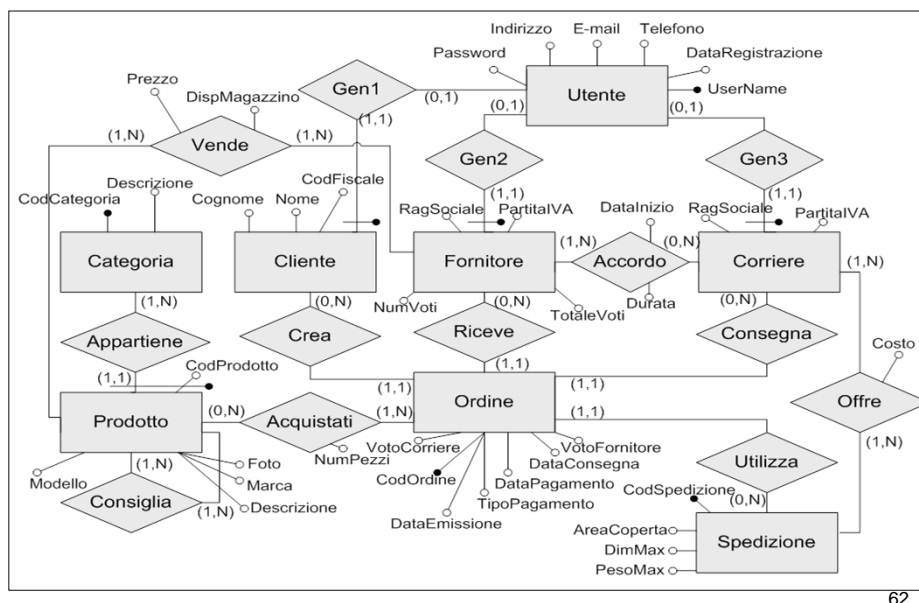 Indirizzo E-mail Telefono
Password DataRegistrazione
Prezzo Gen1 Utente UserName
DispMagazzino (0,1) (0,1) (0,1)
(1,N) Vende (1,N) (1,1)
Gen2 Gen3
Descrizione CodFiscale
CodCategoria Cognome Nome (1,1) DataInizio (1,1)
RagSociale PartitaIVA RagSociale PartitaIVA
(1,N) (0,N)
Categoria Cliente Fornitore Accordo Corriere (1,N)
(1,N) (0,N) NumVoti (0,N) TotaleVoti Durata (0,N)
Appartiene Crea Riceve Consegna
CodProdotto Costo
(1,1) (1,1) (1,1) (1,1)
Prodotto (0,N) Acquistati (1,N) Ordine (1,1) Offre
NumPezzi VotoCorriere VotoFornitore
(1,N) Foto DataConsegna (1,N)
Modello Marca CodOrdine DataPagamento Utilizza
Consiglia (1,N) Descrizione TipoPagamento CodSpedizione
DataEmissione (0,N)
AreaCoperta
DimMax Spedizione
PesoMax
62